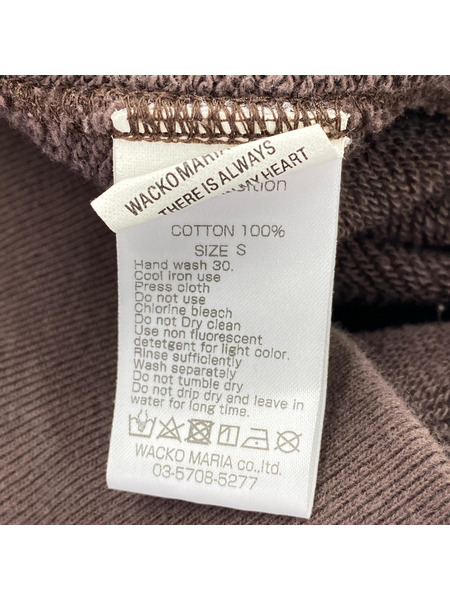 WACKO MARIA
THERE IS ALWAYS
HEART
COTTON 100%
SIZE S
Hand wash 30.
Cool iron use
Press cloth
Do not use
Chlorine bleach
Do not Dry clean
Use non fluorescent
detetgent for light color.
Rinse sufficiently
Wash separately
Do not tumble dry
Do not drip dry and leave in
water for long time.
WACKO MARIA co.,ltd.
03-5708-5277